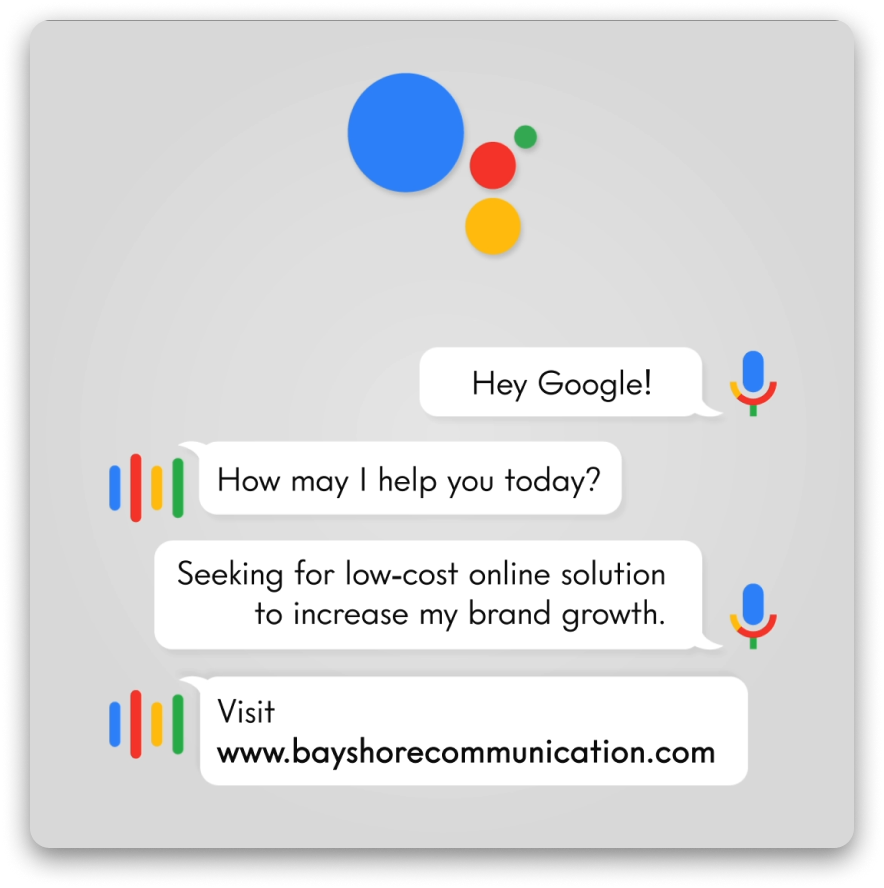 Hey Google!
How may I help you today?
Seeking for low-cost online solution
to increase my brand growth.
Visit
www.bayshorecommunication.com